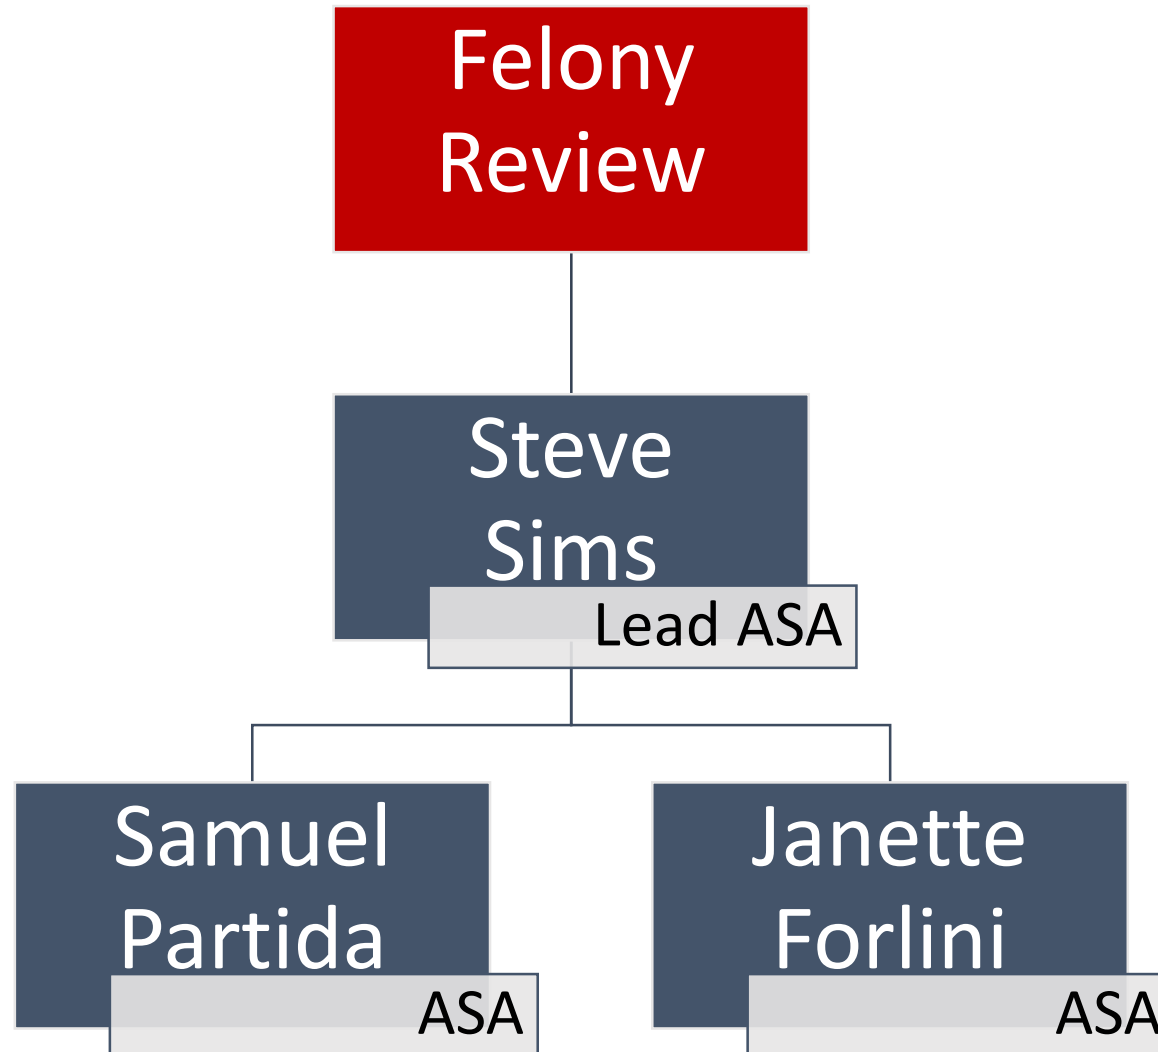 Felony
Review
Steve
Sims
Lead ASA
Samuel
Partida
ASA
Janette
Forlini
ASA